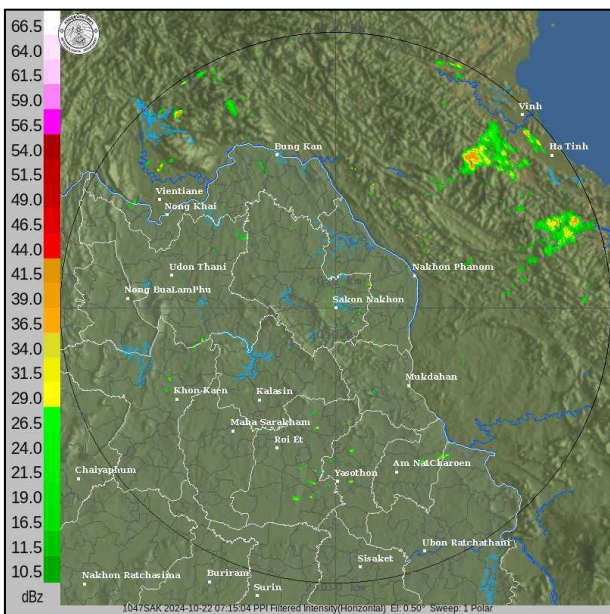 66.5
64.0
61.5
59.0
56.5
54.0
51.5
49.0
46.5
44.0
41.5
39.0
36.5
34.0
31.5
29.0
26.5
24.0
21.5
19.0
16.5
13.5
10.5
dBz
Vinh
Ha Tinh
Bung Kan
Vientiane
Nong Khai
Udon Thani
Nakhon Phanom
Nong BuaLamPhu
Sakon Nakhon
Mukdahan
Khon Kaen
Kalasin
Maha Sarakham
Roi Et
Chaiyaphum
Yasothon
Am NatCharoen
Ubon Ratchathani
Sisaket
Nakhon Ratchasima
Buriram
Surin
1047SAK 2024-10-22 07:15:04 PPI Filtered Intensity(Horizontal) El: 0.50° Sweep: 1 Polar